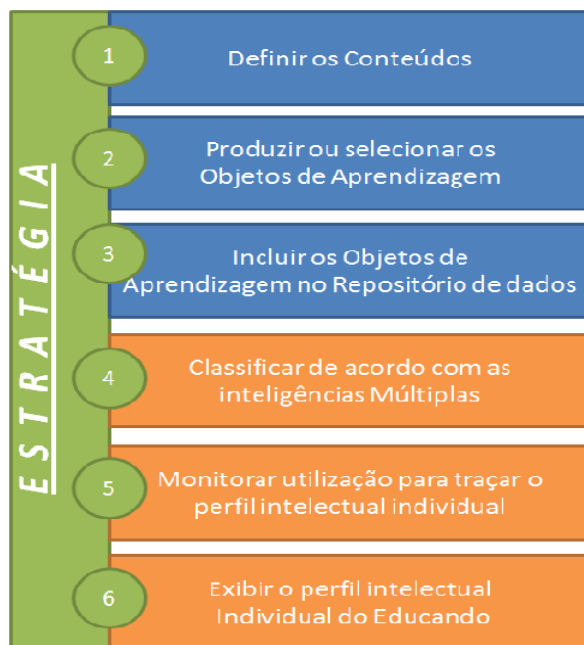 ESTRATÉGIA
1
Definir os Conteúdos
2
Produzir ou selecionar os
Objetos de Aprendizagem
3
Incluir os Objetos de
Aprendizagem no Repositório de dados
4
Classificar de acordo com as
inteligências Múltiplas
5
Monitorar utilização para traçar o
perfil intelectual individual
6
Exibir o perfil intelectual
Individual do Educando